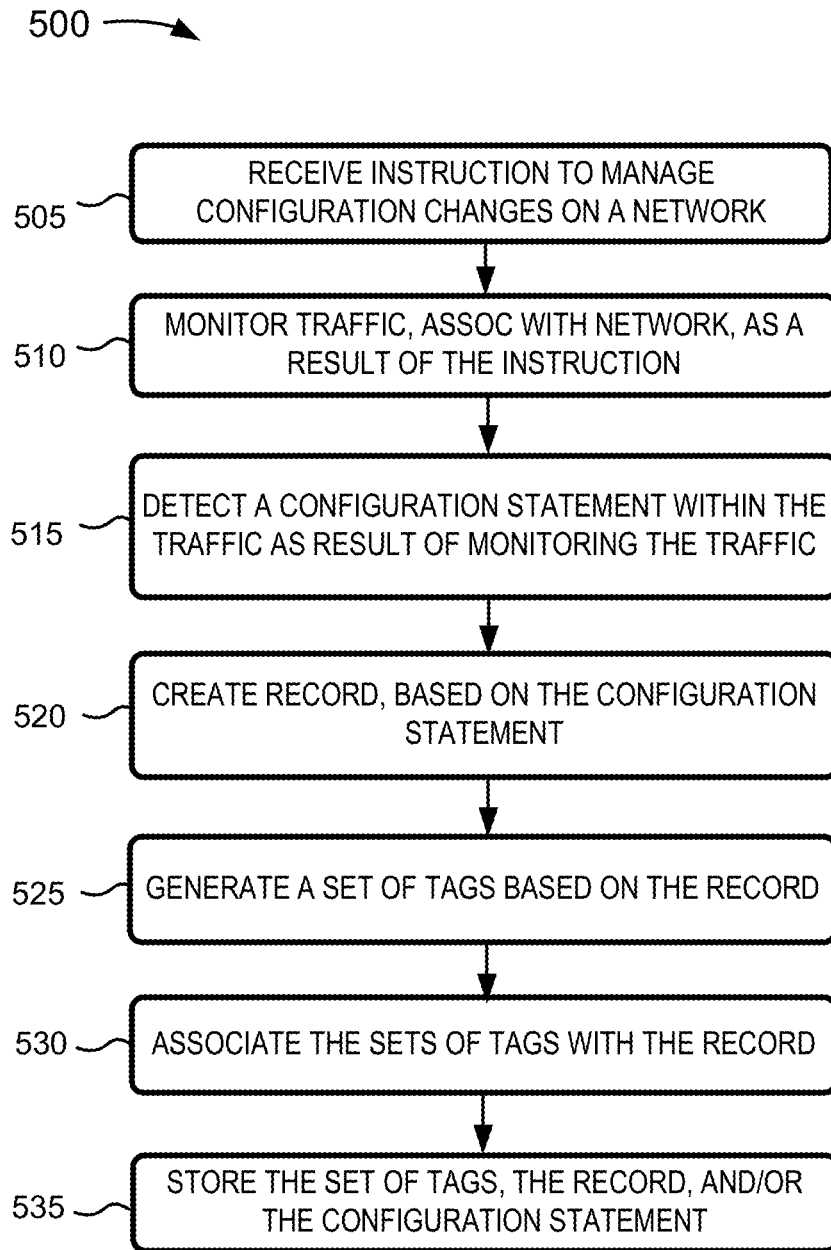 500
RECEIVE INSTRUCTION TO MANAGE
CONFIGURATION CHANGES ON A NETWORK
505
MONITOR TRAFFIC, ASSOC WITH NETWORK, AS A
RESULT OF THE INSTRUCTION
510
DETECT A CONFIGURATION STATEMENT WITHIN THE
TRAFFIC AS RESULT OF MONITORING THE TRAFFIC
515
CREATE RECORD, BASED ON THE CONFIGURATION
STATEMENT
520
GENERATE A SET OF TAGS BASED ON THE RECORD
525
ASSOCIATE THE SETS OF TAGS WITH THE RECORD
530
STORE THE SET OF TAGS, THE RECORD, AND/OR
THE CONFIGURATION STATEMENT
535